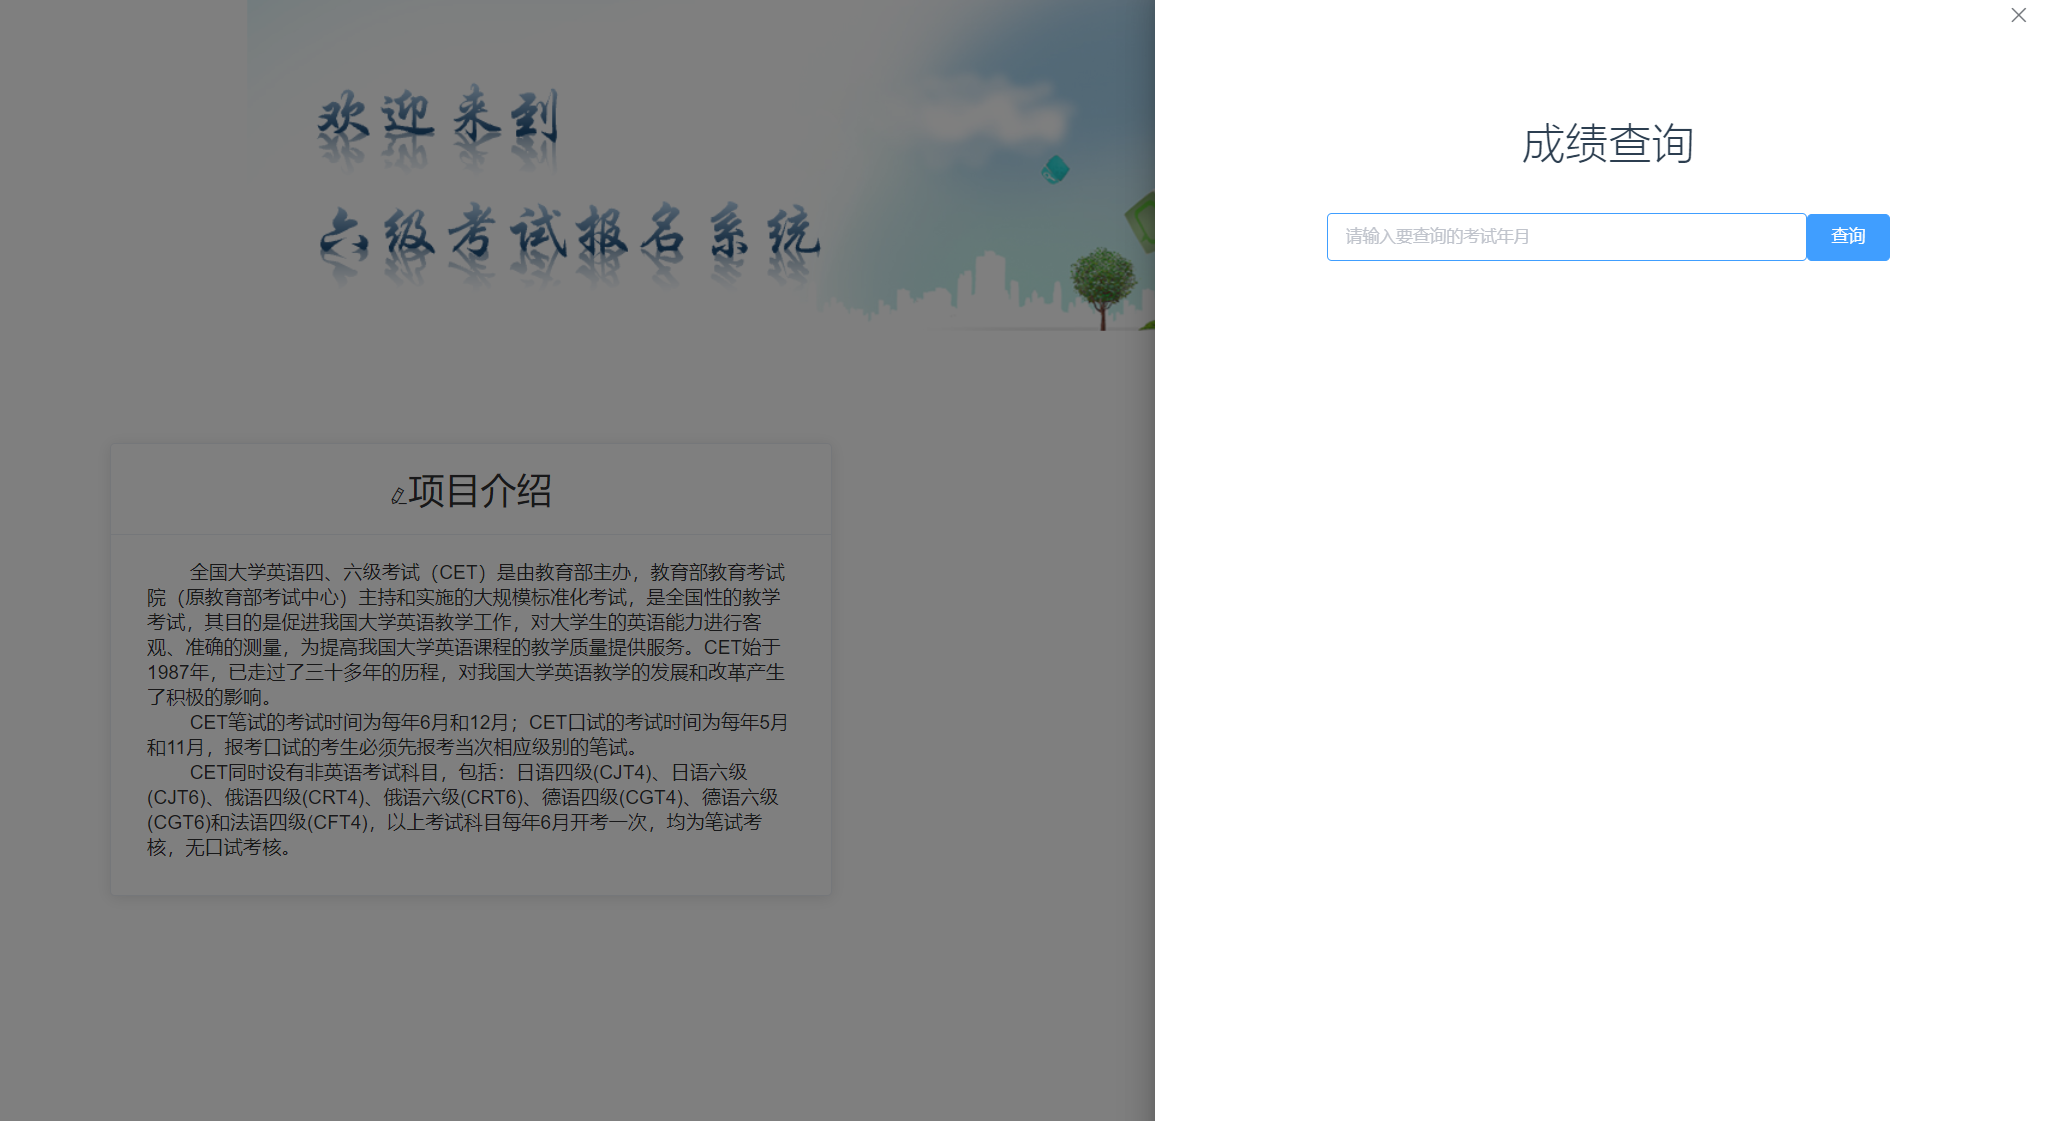 欢迎来到
六级考试报名系统
项目介绍
全国大学英语四、六级考试（CET）是由教育部主办，教育部教育考试
院（原教育部考试中心）主持和实施的大规模标准化考试，是全国性的教学
考试，其目的是促进我国大学英语教学工作，对大学生的英语能力进行客
观、准确的测量，为提高我国大学英语课程的教学质量提供服务。CET始于
1987年，已走过了三十多年的历程，对我国大学英语教学的发展和改革产生
了积极的影响。
CET笔试的考试时间为每年6月和12月；CET口试的考试时间为每年5月
和11月，报考口试的考生必须先报考当次相应级别的笔试。
CET同时设有非英语考试科目，包括：日语四级(CJT4)、日语六级
(CJT6)、俄语四级(CRT4)、俄语六级(CRT6)、德语四级(CGT4)、德语六级
(CGT6)和法语四级(CFT4)，以上考试科目每年6月开考一次，均为笔试考
核，无口试考核。
成绩查询
请输入要查询的考试年月
查询